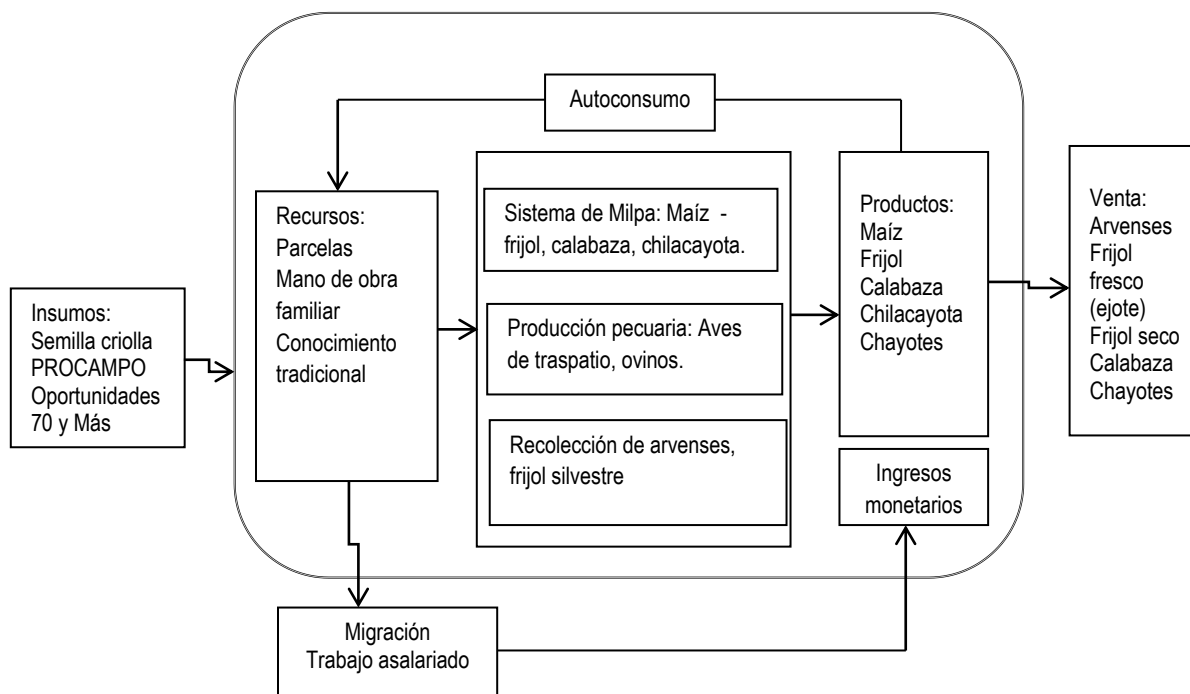 Autoconsumo
Insumos:
Semilla criolla
PROCAMPO
Oportunidades
70 y Más
Recursos:
Parcelas
Mano de obra
familiar
Conocimiento
tradicional
Sistema de Milpa: Maíz -
frijol, calabaza, chilacayota.
Producción pecuaria: Aves
de traspatio, ovinos.
Recolección de arvenses,
frijol silvestre
Productos:
Maíz
Frijol
Calabaza
Chilacayota
Chayotes
Ingresos
monetarios
Venta:
Arvenses
Frijol
fresco
(ejote)
Frijol seco
Calabaza
Chayotes
Migración
Trabajo asalariado